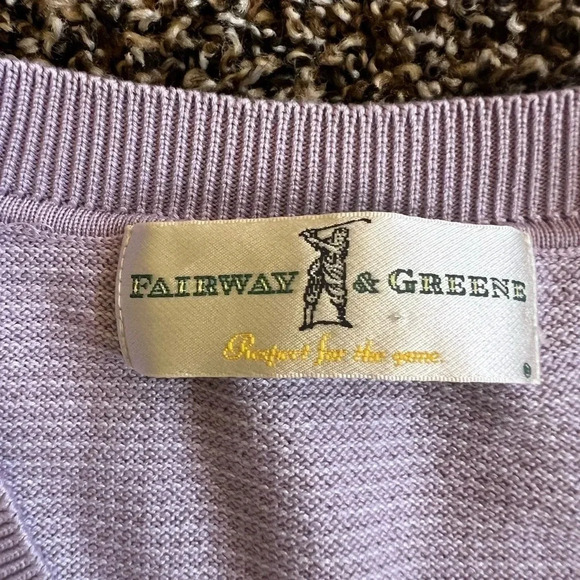 FAIRWAY & GREENE
Respect for the game.
®